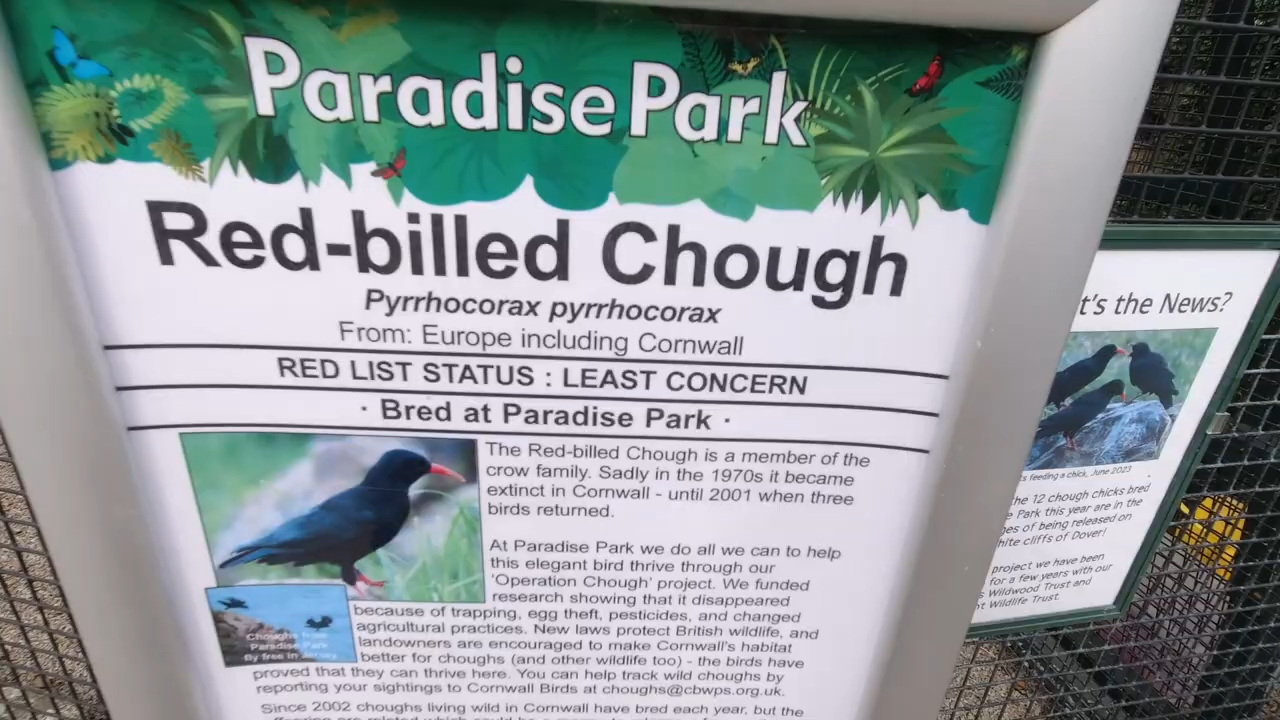 Paradise Park
Red-billed Chough
Pyrrhocorax pyrrhocorax
From: Europe including Cornwall
RED LIST STATUS : LEAST CONCERN
· Bred at Paradise Park ·
The Red-billed Chough is a member of the
crow family. Sadly in the 1970s it became
extinct in Cornwall - until 2001 when three
birds returned.
At Paradise Park we do all we can to help
this elegant bird thrive through our
'Operation Chough' project. We funded
research showing that it disappeared
because of trapping, egg theft, pesticides, and changed
agricultural practices. New laws protect British wildlife, and
landowners are encouraged to make Cornwall's habitat
better for choughs (and other wildlife too) - the birds have
proved that they can thrive here. You can help track wild choughs by
reporting your sightings to Cornwall Birds at choughs@cbwps.org.uk.
Since 2002 choughs living wild in Cornwall have bred each year, but the
Choughs from
Paradise Park
fly free in Jersey
t's the News?
feeding a chick, June 2023
the 12 chough chicks bred
Park this year are in the
of being released on
cliffs of Dover!
project we have been
for a few years with our
Wildwood Trust and
Wildlife Trust.